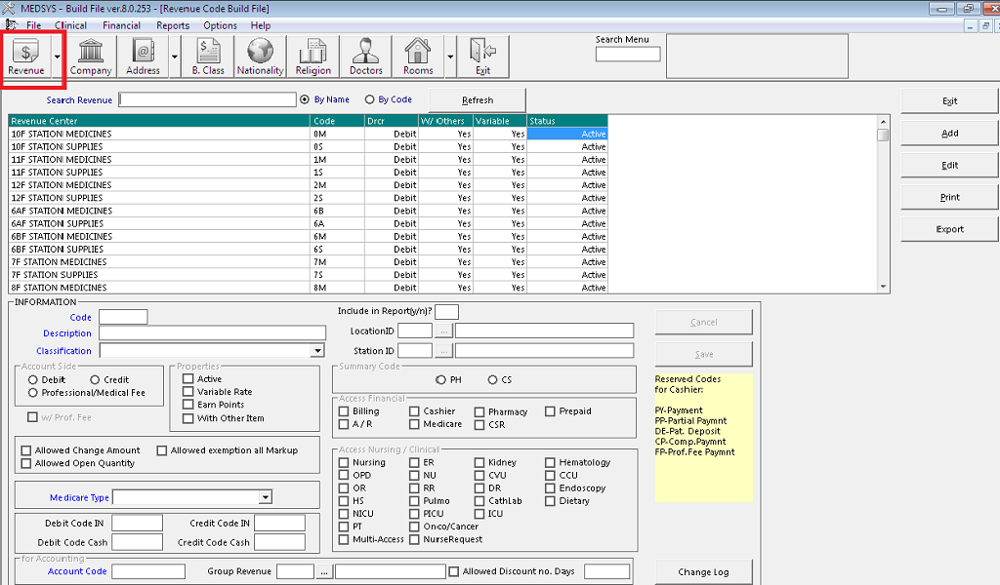 MEDSYS - Build File ver.8.0.253 - [Revenue Code Build File]
File Clinical Financial Reports Options Help
Revenue Company Address B. Class Nationality Religion Doctors Rooms Exit
Search Menu
Search Revenue By Name By Code Refresh
Exit
Add
Edit
Print
Export
Revenue Center Code Drcr W/ Others Variable Status
10F STATION MEDICINES 0M Debit Yes Yes Active
10F STATION SUPPLIES 0S Debit Yes Yes Active
11F STATION MEDICINES 1M Debit Yes Yes Active
11F STATION SUPPLIES 1S Debit Yes Yes Active
12F STATION MEDICINES 2M Debit Yes Yes Active
12F STATION SUPPLIES 2S Debit Yes Yes Active
6AF STATION MEDICINES 6B Debit Yes Yes Active
6AF STATION SUPPLIES 6A Debit Yes Yes Active
6BF STATION MEDICINES 6M Debit Yes Yes Active
6BF STATION SUPPLIES 6S Debit Yes Yes Active
7F STATION MEDICINES 7M Debit Yes Yes Active
7F STATION SUPPLIES 7S Debit Yes Yes Active
8F STATION MEDICINES 8M Debit Yes Yes Active
INFORMATION
Code
Description
Classification
Include in Report(y/n)?
LocationID ...
Station ID ...
Cancel
Save
Account Side
Debit Credit
Professional/Medical Fee
w/ Prof. Fee
Properties
Active
Variable Rate
Earn Points
With Other Item
Summary Code
PH CS
Access Financial
Billing Cashier Pharmacy Prepaid
A / R Medicare CSR
Reserved Codes
for Cashier:
PY-Payment
PP-Partial Paymnt
DE-Pat. Deposit
CP-Comp.Paymnt
FP-Prof.Fee Paymnt
Allowed Change Amount Allowed exemption all Markup
Allowed Open Quantity
Access Nursing / Clinical
Nursing ER Kidney Hematology
OPD NU CVU CCU
OR RR DR Endoscopy
HS Pulmo CathLab Dietary
NICU PICU ICU
PT Onco/Cancer
Multi-Access NurseRequest
Medicare Type
Debit Code IN Credit Code IN
Debit Code Cash Credit Code Cash
for Accounting
Account Code Group Revenue ... Allowed Discount no. Days
Change Log